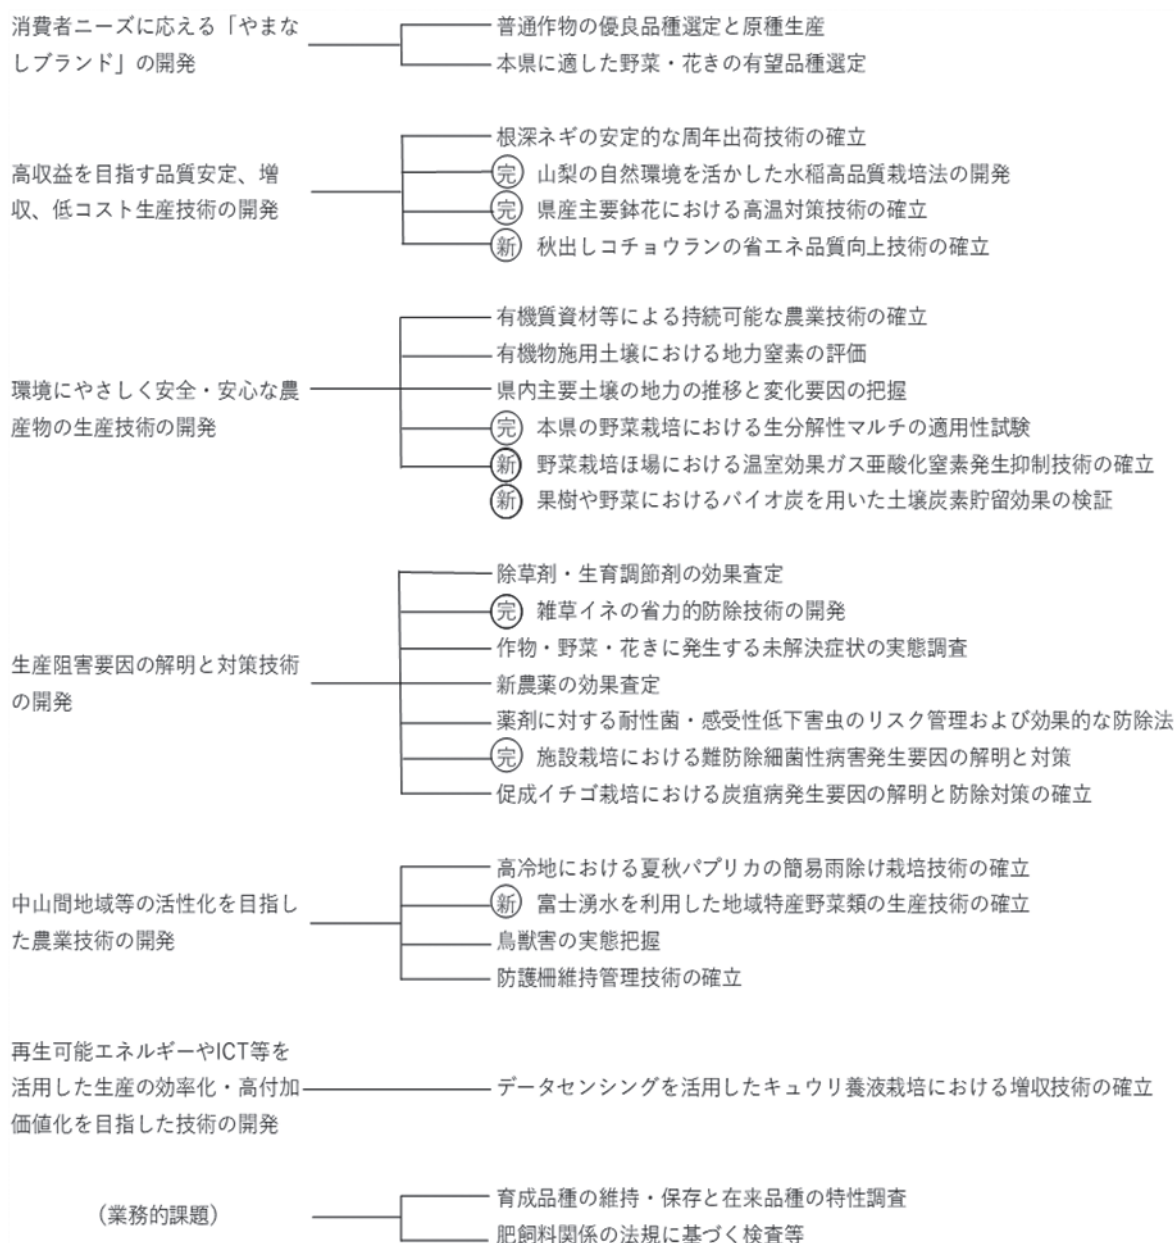 消費者ニーズに応える「やまな
しブランド」の開発
普通作物の優良品種選定と原種生産
本県に適した野菜・花きの有望品種選定
高収益を目指す品質安定、増
収、低コスト生産技術の開発
根深ネギの安定的な周年出荷技術の確立
完 山梨の自然環境を活かした水稲高品質栽培法の開発
完 県産主要鉢花における高温対策技術の確立
新 秋出しコチョウランの省エネ品質向上技術の確立
環境にやさしく安全・安心な農
産物の生産技術の開発
有機質資材等による持続可能な農業技術の確立
有機物施用土壌における地力窒素の評価
県内主要土壌の地力の推移と変化要因の把握
完 本県の野菜栽培における生分解性マルチの適用性試験
新 野菜栽培ほ場における温室効果ガス亜酸化窒素発生抑制技術の確立
新 果樹や野菜におけるバイオ炭を用いた土壌炭素貯留効果の検証
生産阻害要因の解明と対策技術
の開発
除草剤・生育調節剤の効果査定
完 雑草イネの省力的防除技術の開発
作物・野菜・花きに発生する未解決症状の実態調査
新農薬の効果査定
薬剤に対する耐性菌・感受性低下害虫のリスク管理および効果的な防除法
完 施設栽培における難防除細菌性病害発生要因の解明と対策
促成イチゴ栽培における炭疽病発生要因の解明と防除対策の確立
中山間地域等の活性化を目指し
た農業技術の開発
高冷地における夏秋パプリカの簡易雨除け栽培技術の確立
新 富士湧水を利用した地域特産野菜類の生産技術の確立
鳥獣害の実態把握
防護柵維持管理技術の確立
再生可能エネルギーやICT等を
活用した生産の効率化・高付加
価値化を目指した技術の開発
データセンシングを活用したキュウリ養液栽培における増収技術の確立
（業務的課題）
育成品種の維持・保存と在来品種の特性調査
肥飼料関係の法規に基づく検査等